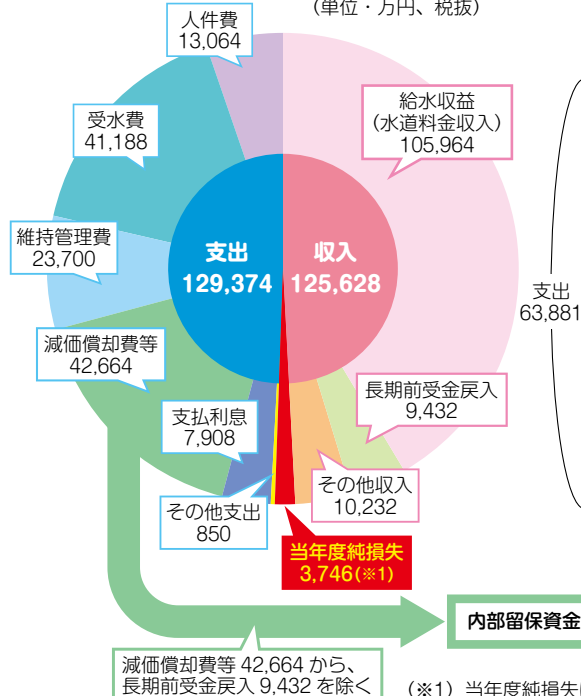 (単位・万円、税抜)
人件費
13,064
給水収益
(水道料金収入)
105,964
受水費
41,188
維持管理費
23,700
支出
129,374
収入
125,628
支出
63,881
減価償却費等
42,664
長期前受金戻入
9,432
支払利息
7,908
その他収入
10,232
その他支出
850
当年度純損失
3,746(※1)
内部留保資金
減価償却費等 42,664 から、
長期前受金戻入 9,432 を除く
(※1)当年度純損失